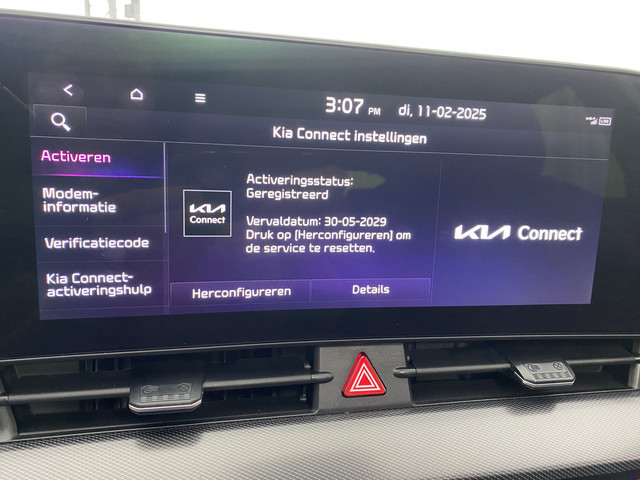 3:07 PM di, 11-02-2025
Kia Connect instellingen
Activeren
Modem-
informatie
Verificatiecode
Kia Connect-
activeringshulp
KIA
Connect
Activeringsstatus:
Geregistreerd
Vervaldatum: 30-05-2029
Druk op [Herconfigureren] om
de service te resetten.
Herconfigureren
Details
KIA Connect